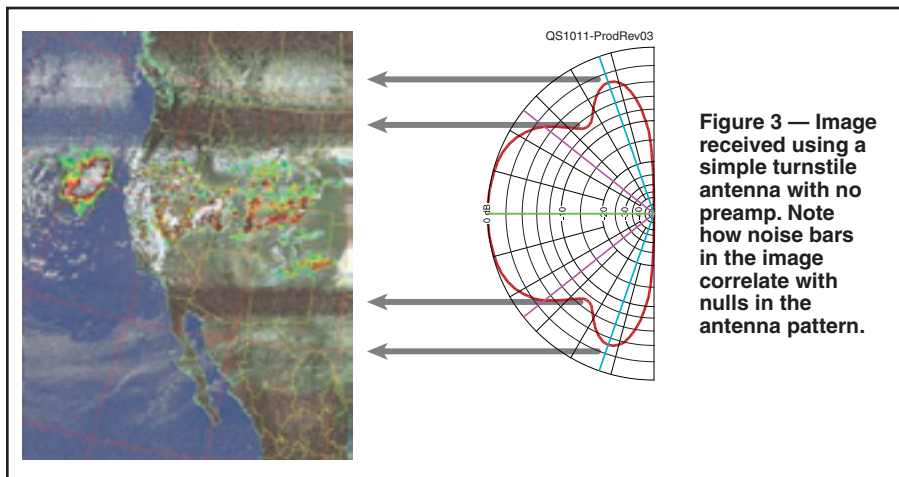 QS1011-ProdRev03
0 dB
-10
-20
-30
Figure 3 — Image
received using a
simple turnstile
antenna with no
preamp. Note
how noise bars
in the image
correlate with
nulls in the
antenna pattern.